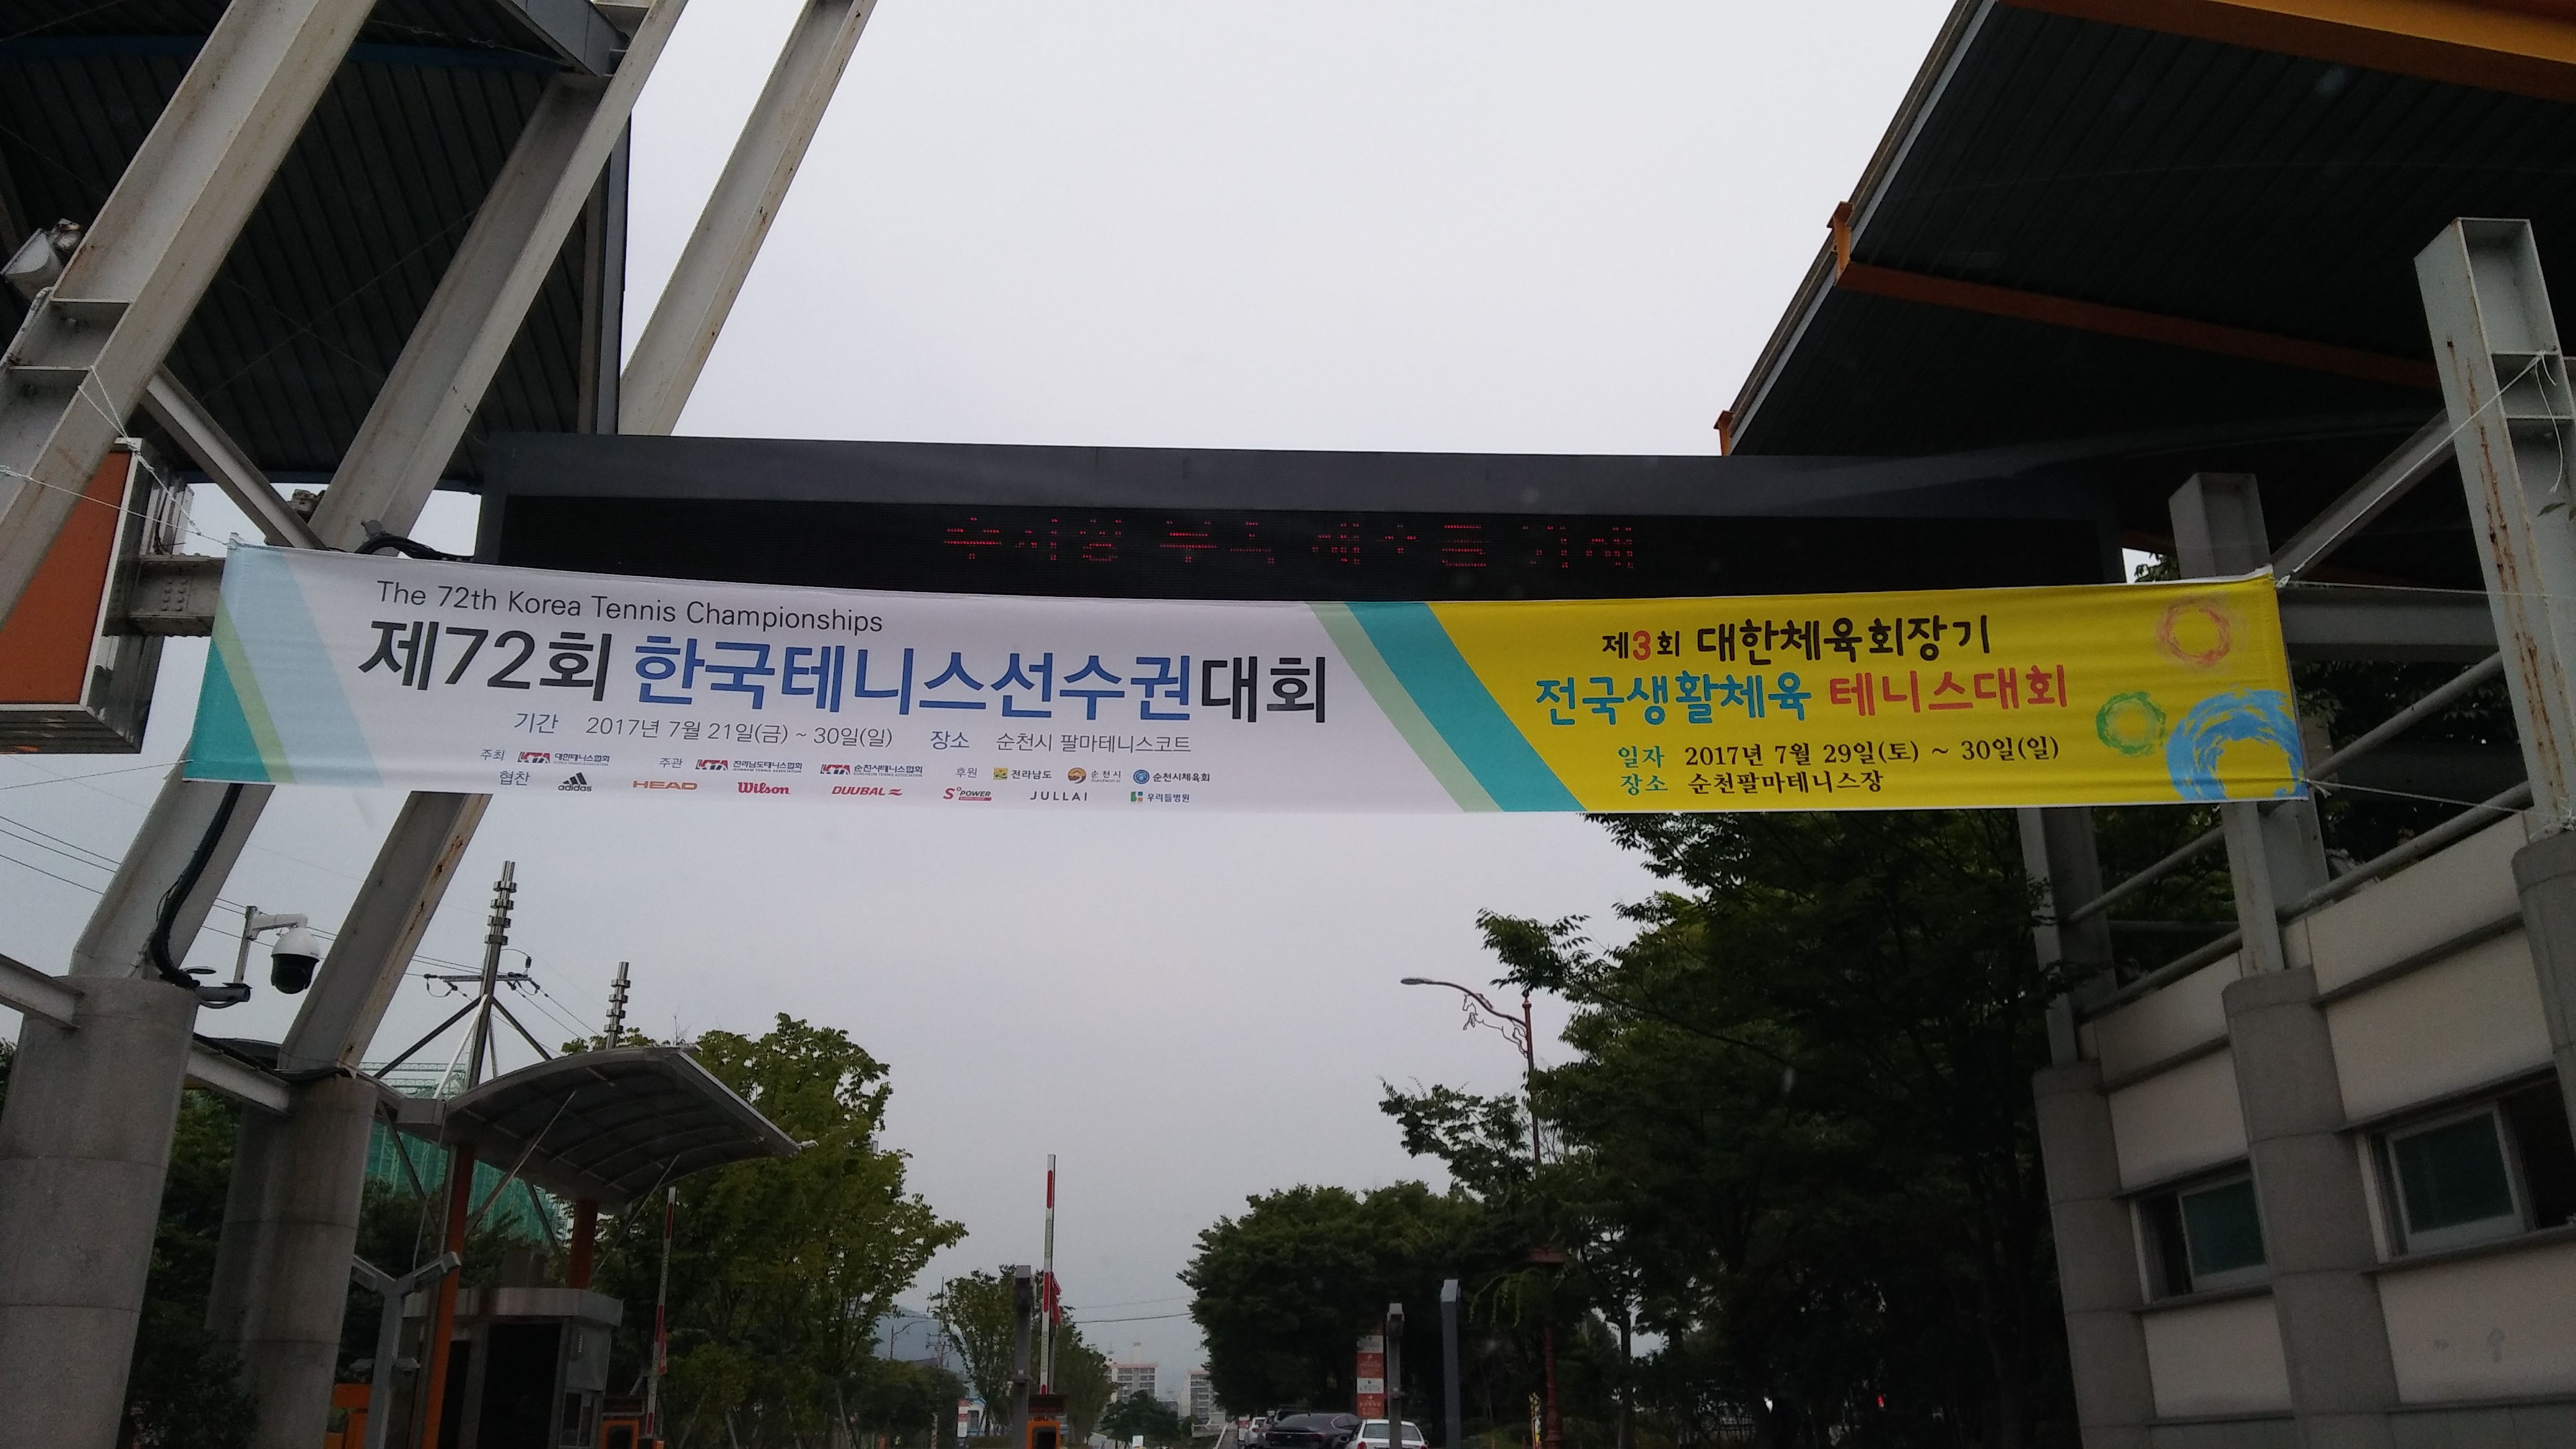 The 72th Korea Tennis Championships
제72회 한국테니스선수권대회
기간 2017년 7월 21일(금) ~ 30일(일) 장소 순천시 팔마테니스코트
주최 KTA 대한테니스협회 주관 KTA 전라남도테니스협회 KTA 순천시테니스협회 후원 전라남도 순천시 순천시체육회
협찬 adidas HEAD Wilson DUUBAL S POWER JULLAI 우리들병원
제3회 대한체육회장기
전국생활체육 테니스대회
일자 2017년 7월 29일(토) ~ 30일(일)
장소 순천팔마테니스장